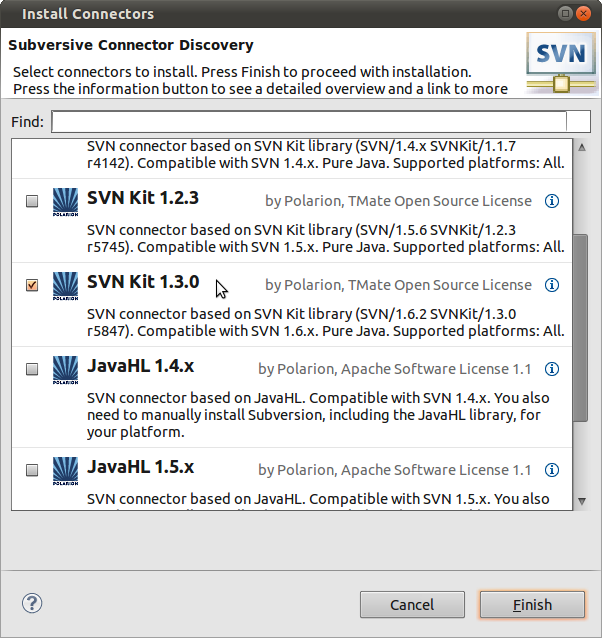 Install Connectors
Subversive Connector Discovery
Select connectors to install. Press Finish to proceed with installation.
Press the information button to see a detailed overview and a link to more
SVN
Find:
SVN connector based on SVN Kit library (SVN/1.4.x SVNKit/1.1.7
r4142). Compatible with SVN 1.4.x. Pure Java. Supported platforms: All.
POLARION
SVN Kit 1.2.3
by Polarion, TMate Open Source License
SVN connector based on SVN Kit library (SVN/1.5.6 SVNKit/1.2.3
r5745). Compatible with SVN 1.5.x. Pure Java. Supported platforms: All.
POLARION
SVN Kit 1.3.0
by Polarion, TMate Open Source License
SVN connector based on SVN Kit library (SVN/1.6.2 SVNKit/1.3.0
r5847). Compatible with SVN 1.6.x. Pure Java. Supported platforms: All.
POLARION
JavaHL 1.4.x
by Polarion, Apache Software License 1.1
SVN connector based on JavaHL. Compatible with SVN 1.4.x. You also
need to manually install Subversion, including the JavaHL library, for
your platform.
POLARION
JavaHL 1.5.x
by Polarion, Apache Software License 1.1
SVN connector based on JavaHL. Compatible with SVN 1.5.x. You also
Cancel
Finish